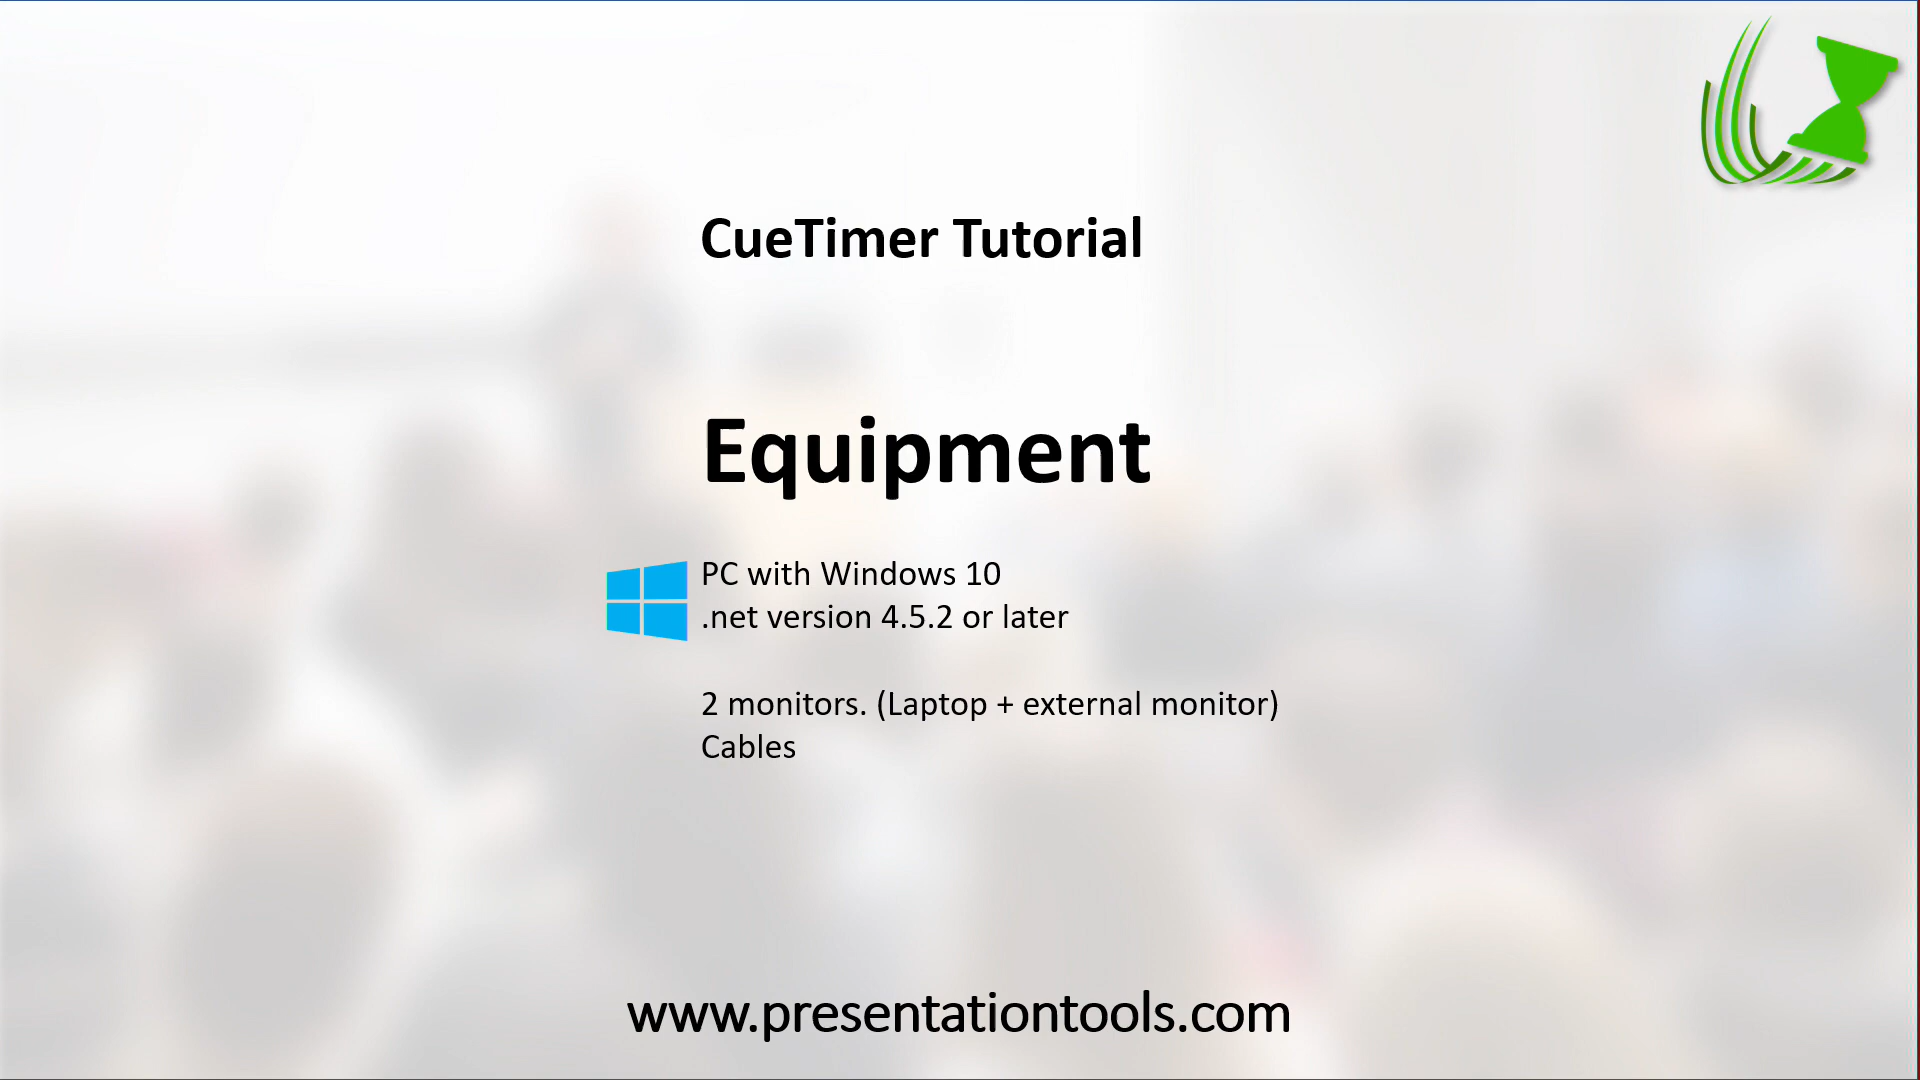 CueTimer Tutorial
Equipment
PC with Windows 10
.net version 4.5.2 or later
2 monitors. (Laptop + external monitor)
Cables
www.presentationtools.com